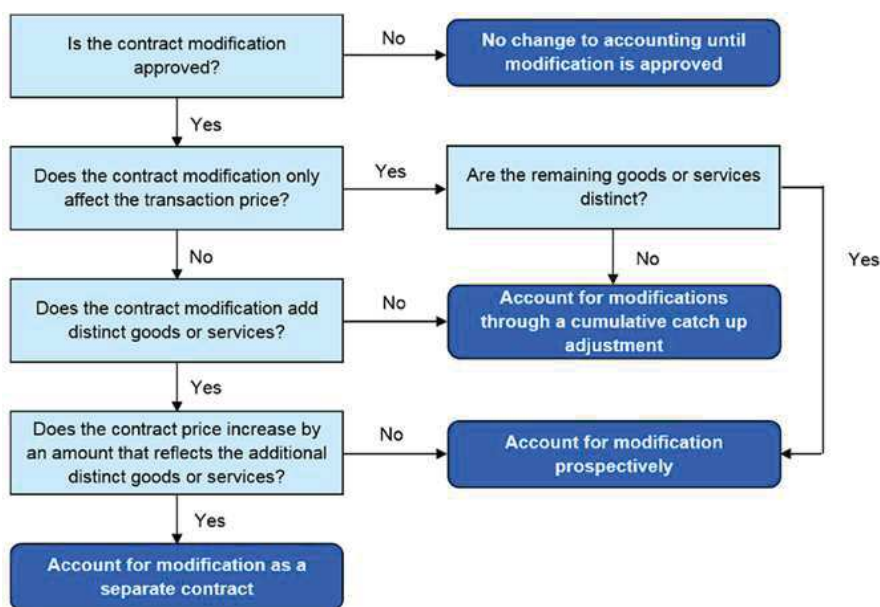 Is the contract modification
approved?
No
No change to accounting until
modification is approved
Yes
Does the contract modification only
affect the transaction price?
Yes
Are the remaining goods or services
distinct?
No
No
Yes
Does the contract modification add
distinct goods or services?
No
Account for modifications
through a cumulative catch up
adjustment
Yes
Does the contract price increase by
an amount that reflects the additional
distinct goods or services?
No
Account for modification
prospectively
Yes
Account for modification as a
separate contract